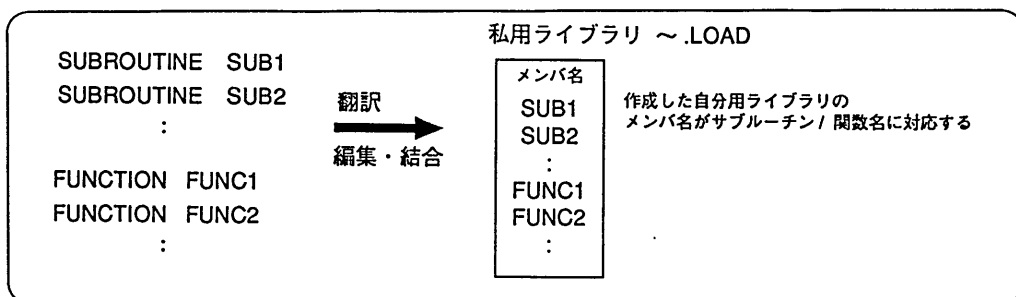 SUBROUTINE SUB1
SUBROUTINE SUB2
:
FUNCTION FUNC1
FUNCTION FUNC2
:
翻訳
編集・結合
私用ライブラリ ～.LOAD
メンバ名
SUB1
SUB2
:
FUNC1
FUNC2
:
作成した自分用ライブラリの
メンバ名がサブルーチン / 関数名に対応する